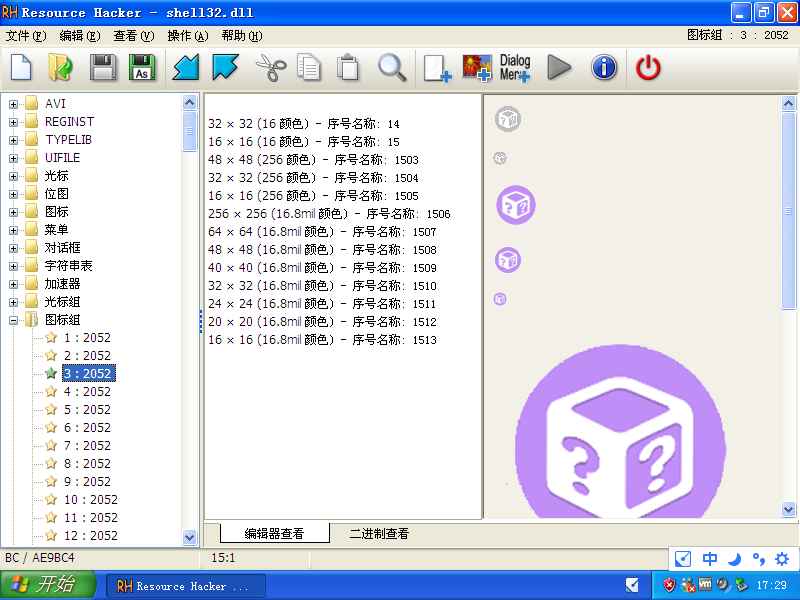 Resource Hacker - shell32.dll
文件(F) 编辑(E) 查看(V) 操作(A) 帮助(H) 图标组 : 3 : 2052
As
Dialog
Menu
AVI
REGINST
TYPELIB
UIFILE
光标
位图
图标
菜单
对话框
字符串表
加速器
光标组
图标组
1 : 2052
2 : 2052
3 : 2052
4 : 2052
5 : 2052
6 : 2052
7 : 2052
8 : 2052
9 : 2052
10 : 2052
11 : 2052
12 : 2052
32 × 32 (16 颜色) - 序号名称: 14
16 × 16 (16 颜色) - 序号名称: 15
48 × 48 (256 颜色) - 序号名称: 1503
32 × 32 (256 颜色) - 序号名称: 1504
16 × 16 (256 颜色) - 序号名称: 1505
256 × 256 (16.8mil 颜色) - 序号名称: 1506
64 × 64 (16.8mil 颜色) - 序号名称: 1507
48 × 48 (16.8mil 颜色) - 序号名称: 1508
40 × 40 (16.8mil 颜色) - 序号名称: 1509
32 × 32 (16.8mil 颜色) - 序号名称: 1510
24 × 24 (16.8mil 颜色) - 序号名称: 1511
20 × 20 (16.8mil 颜色) - 序号名称: 1512
16 × 16 (16.8mil 颜色) - 序号名称: 1513
编辑器查看 二进制查看
BC / AE9BC4 15:1
中
开始 RH Resource Hacker ... 17:29